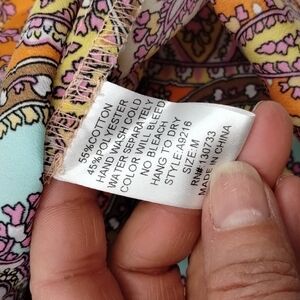 55%COTTON
45%POLYESTER
HAND WASH COLD
WATER SEPARATELY
COLOR WILL BLEED
NO BLEACH
HANG TO DRY
STYLE A9216
SIZE:M
RN# 130733
MADE IN CHINA